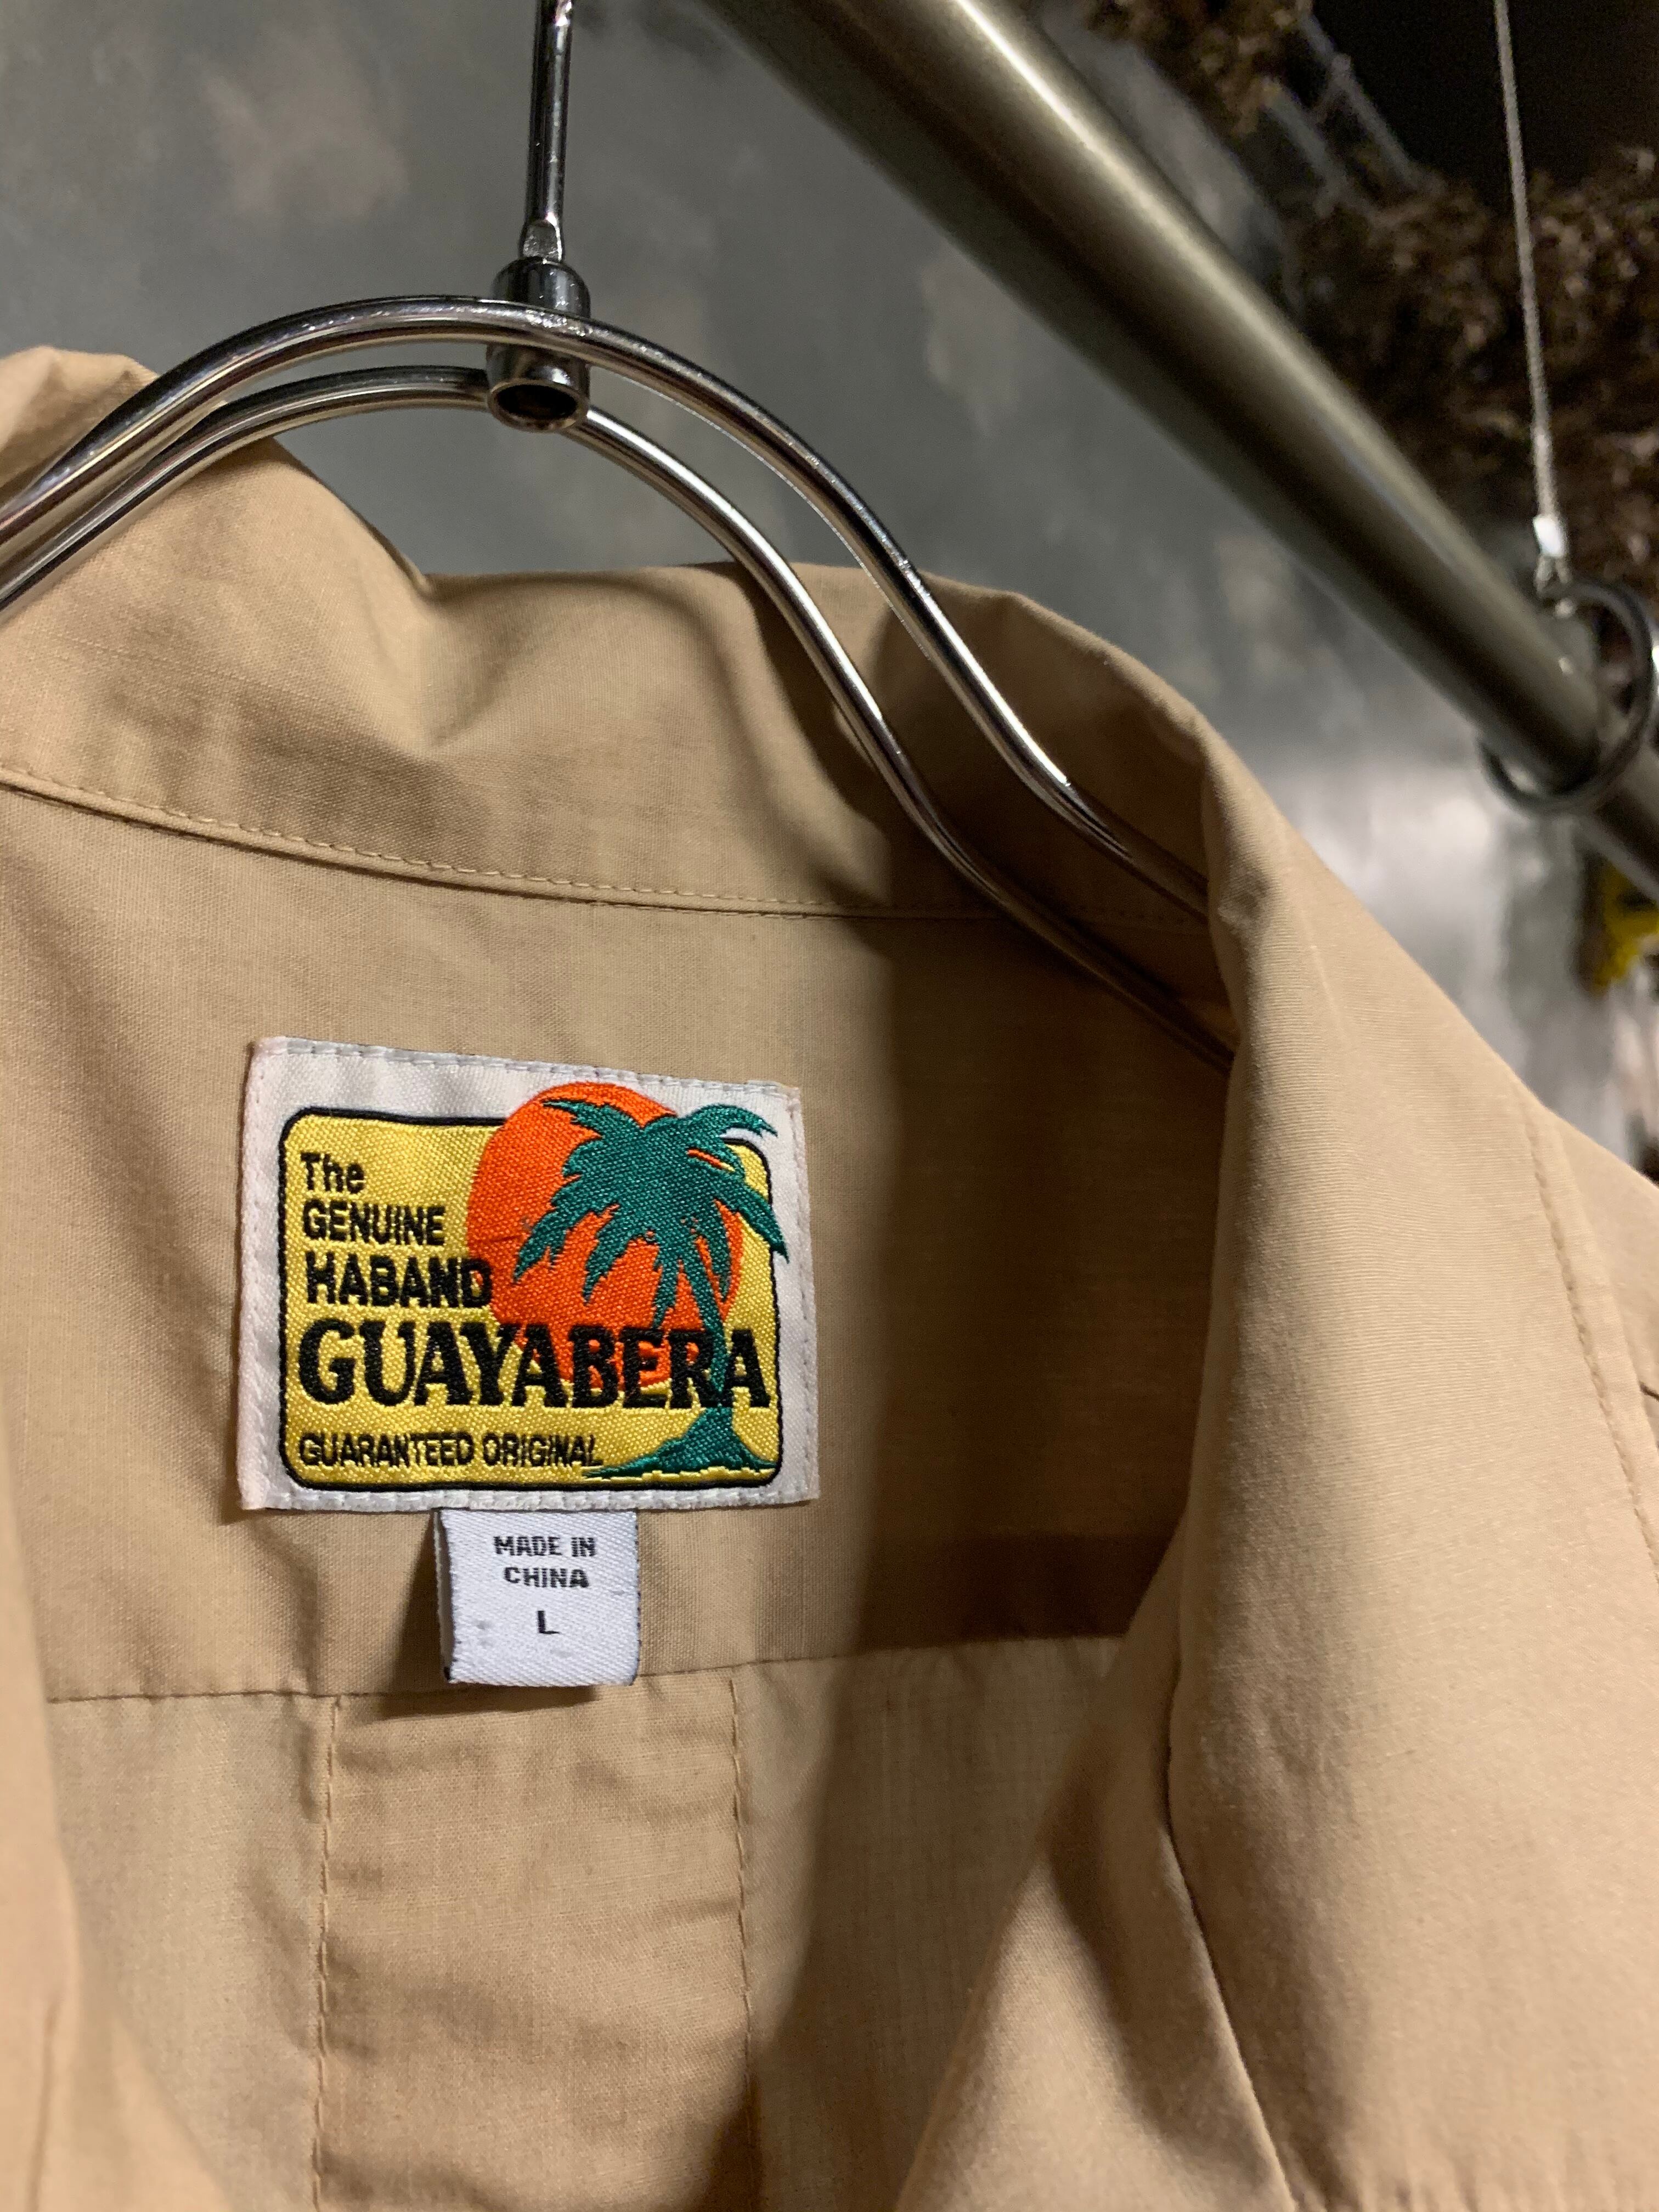 The
GENUINE
HABAND
GUAYABERA
GUARANTEED ORIGINAL
MADE IN
CHINA
L